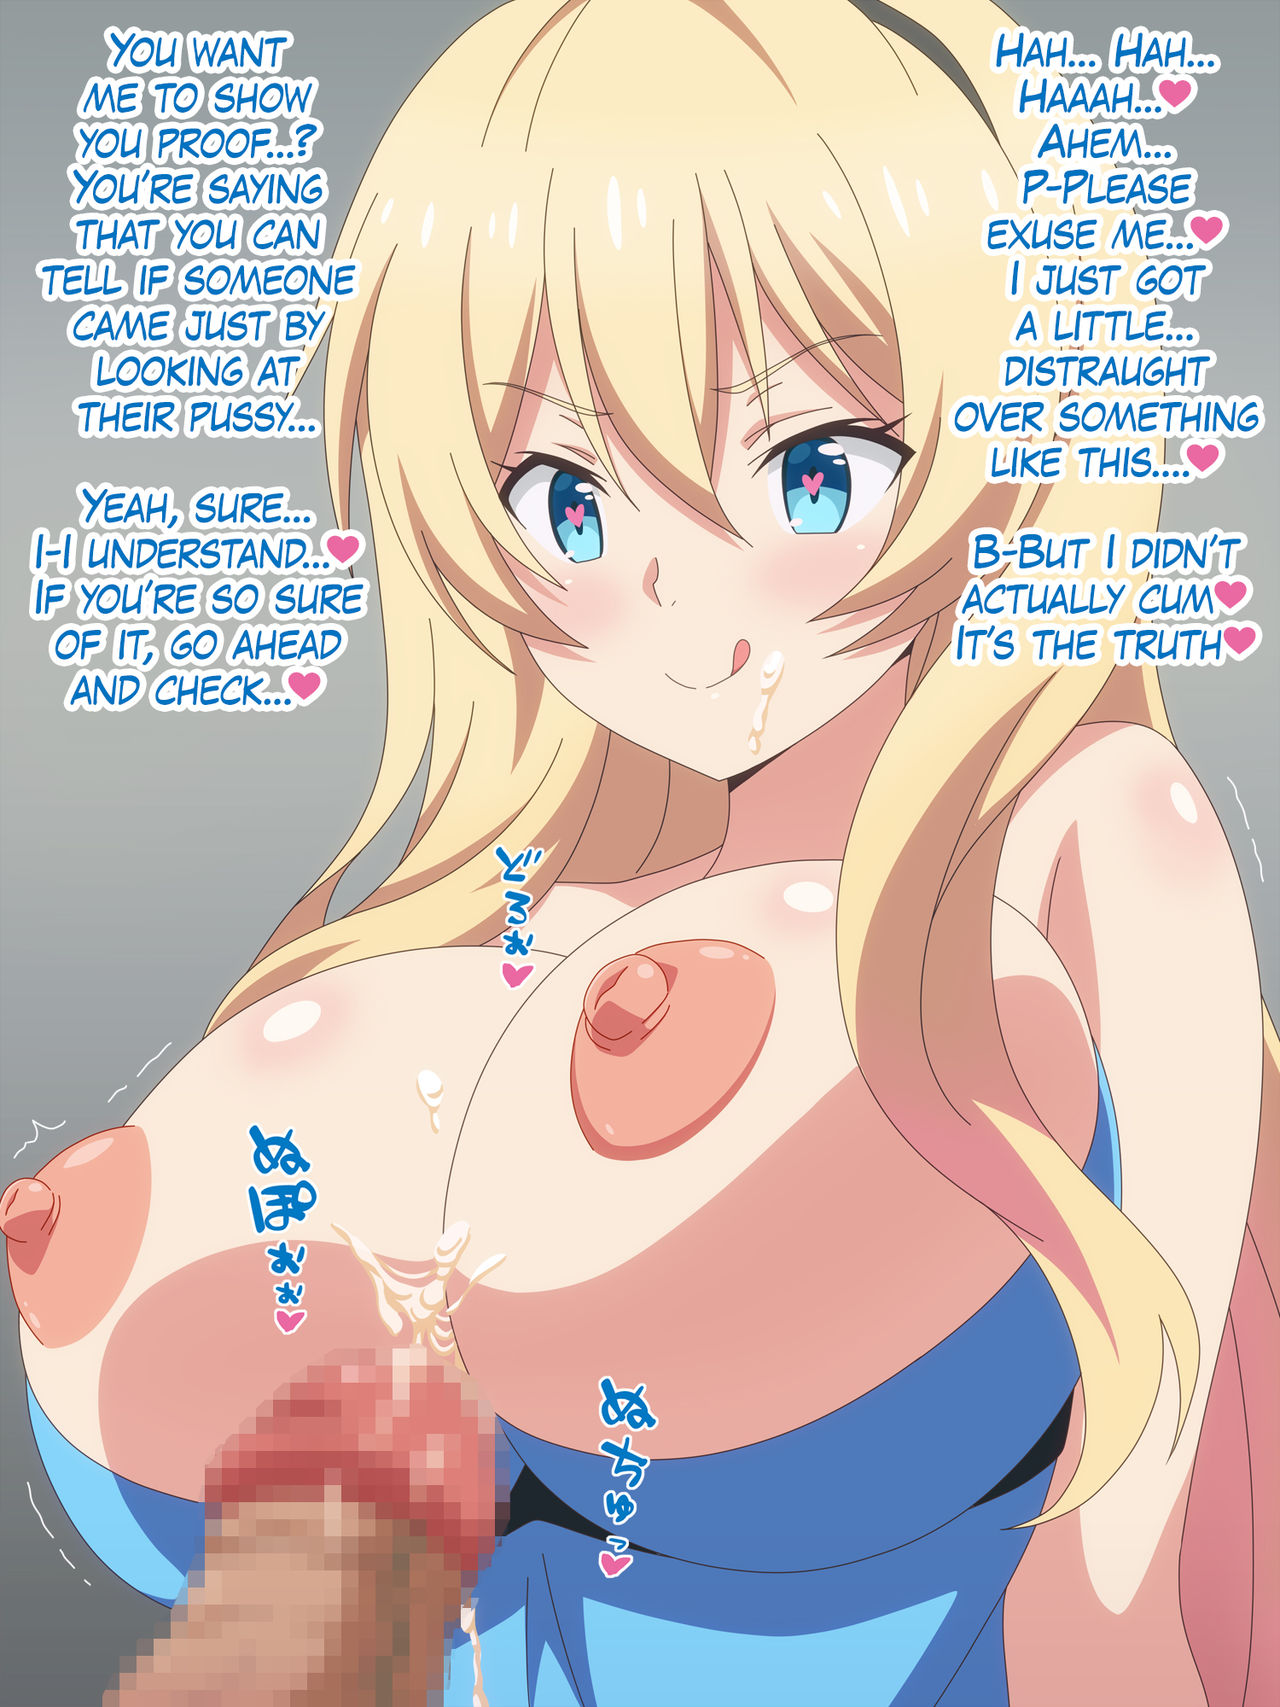 YOU WANT
ME TO SHOW
YOU PROOF...?
YOU'RE SAYING
THAT YOU CAN
TELL IF SOMEONE
CAME JUST BY
LOOKING AT
THEIR PUSSY...
YEAH, SURE...
I-I UNDERSTAND...♥
IF YOU'RE SO SURE
OF IT, GO AHEAD
AND CHECK...♥
HAH... HAH...
HAAAH...♥
AHEM...
P-PLEASE
EXUSE ME...♥
I JUST GOT
A LITTLE...
DISTRAUGHT
OVER SOMETHING
LIKE THIS....♥
B-BUT I DIDN'T
ACTUALLY CUM♥
IT'S THE TRUTH♥
どろぉ♥
ぬぽぉぉ♥
ぬちゅっ♥